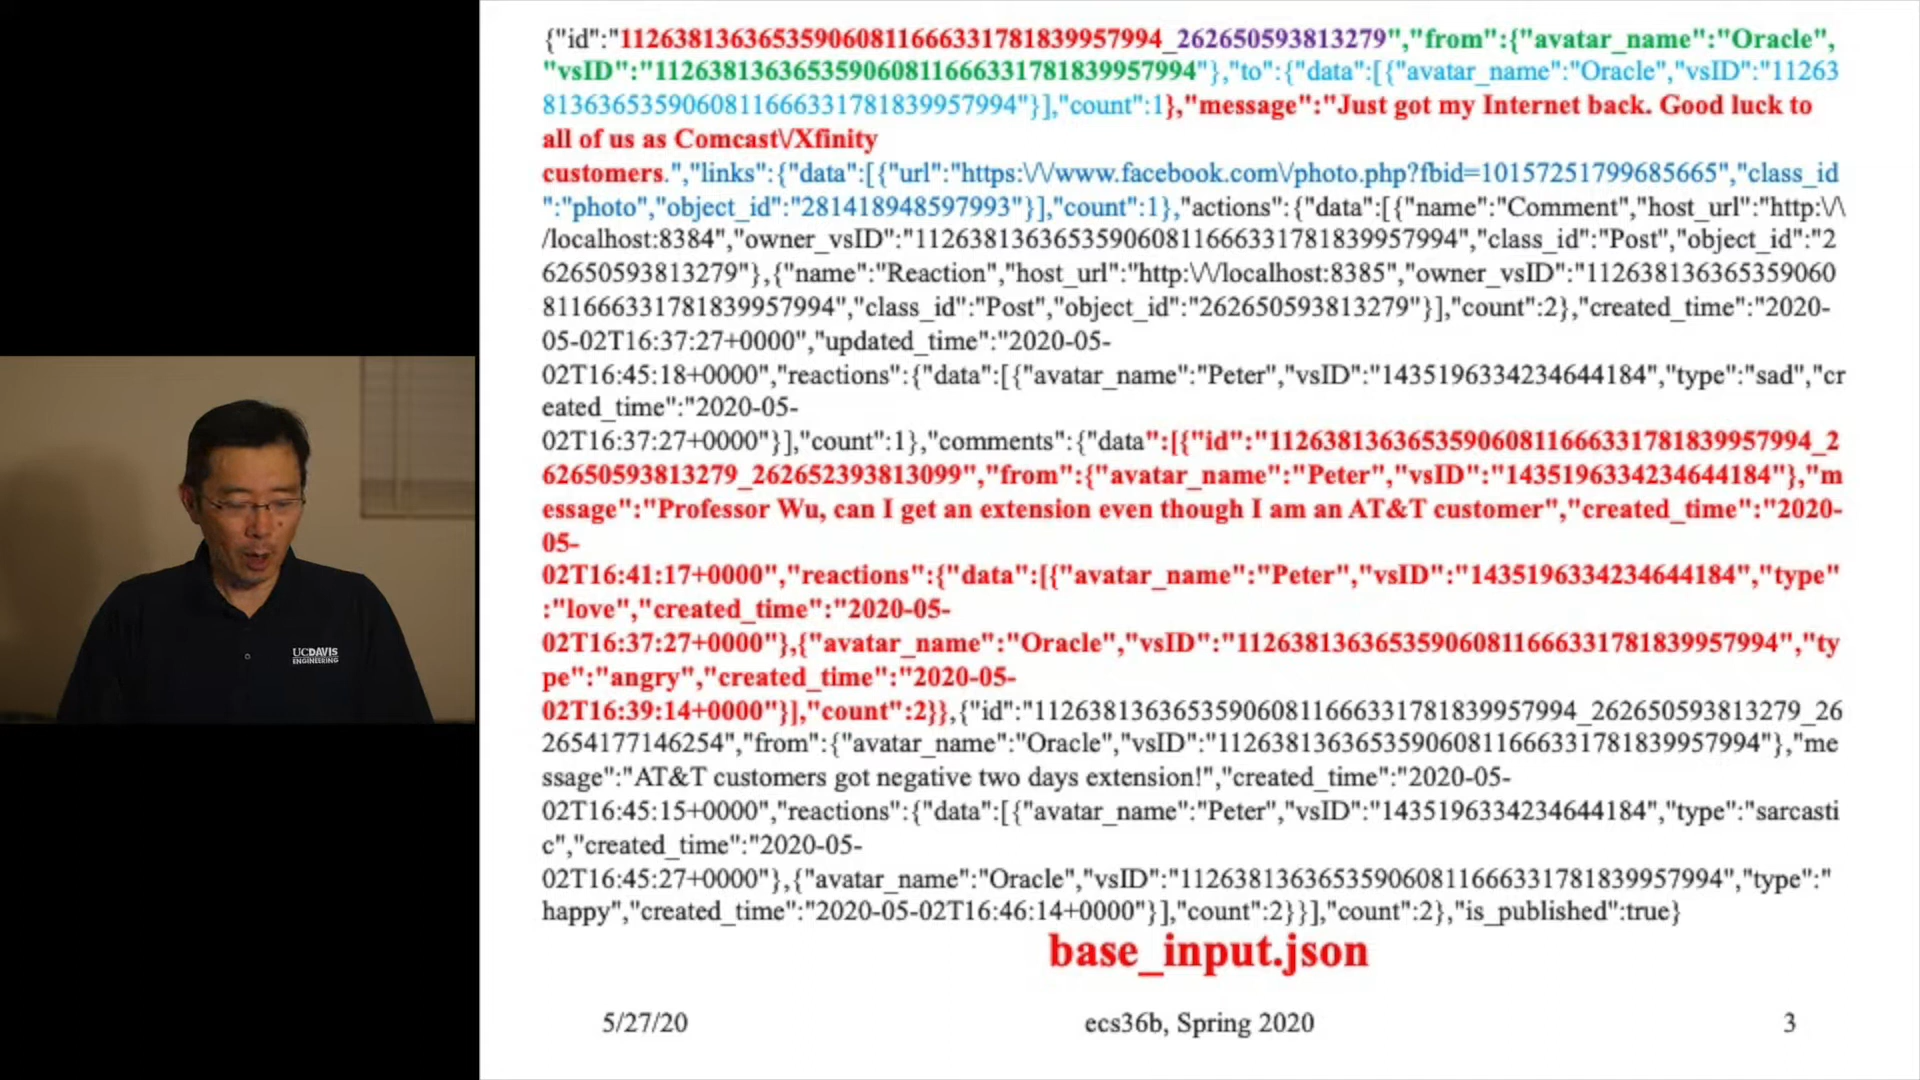 {"id":"112638136365359060811666331781839957994_262650593813279","from":{"avatar_name":"Oracle",
"vsID":"112638136365359060811666331781839957994"},"to":{"data":[{"avatar_name":"Oracle","vsID":"11263
8136365359060811666331781839957994"}],"count":1},"message":"Just got my Internet back. Good luck to
all of us as Comcast\/Xfinity
customers.","links":{"data":[{"url":"https:\/\/www.facebook.com\/photo.php?fbid=10157251799685665","class_id
":"photo","object_id":"281418948597993"}],"count":1},"actions":{"data":[{"name":"Comment","host_url":"http:\/\
/localhost:8384","owner_vsID":"112638136365359060811666331781839957994","class_id":"Post","object_id":"2
62650593813279"},{"name":"Reaction","host_url":"http:\/\/localhost:8385","owner_vsID":"112638136365359060
811666331781839957994","class_id":"Post","object_id":"262650593813279"}],"count":2},"created_time":"2020-
05-02T16:37:27+0000","updated_time":"2020-05-
02T16:45:18+0000","reactions":{"data":[{"avatar_name":"Peter","vsID":"1435196334234644184","type":"sad","cr
eated_time":"2020-05-
02T16:37:27+0000"}],"count":1},"comments":{"data":[{"id":"112638136365359060811666331781839957994_2
62650593813279_262652393813099","from":{"avatar_name":"Peter","vsID":"1435196334234644184"},"m
essage":"Professor Wu, can I get an extension even though I am an AT&T customer","created_time":"2020-
05-
02T16:41:17+0000","reactions":{"data":[{"avatar_name":"Peter","vsID":"1435196334234644184","type"
:"love","created_time":"2020-05-
02T16:37:27+0000"},{"avatar_name":"Oracle","vsID":"112638136365359060811666331781839957994","ty
pe":"angry","created_time":"2020-05-
02T16:39:14+0000"}],"count":2}},{"id":"112638136365359060811666331781839957994_262650593813279_26
2654177146254","from":{"avatar_name":"Oracle","vsID":"112638136365359060811666331781839957994"},"me
ssage":"AT&T customers got negative two days extension!","created_time":"2020-05-
02T16:45:15+0000","reactions":{"data":[{"avatar_name":"Peter","vsID":"1435196334234644184","type":"sarcasti
c","created_time":"2020-05-
02T16:45:27+0000"},{"avatar_name":"Oracle","vsID":"112638136365359060811666331781839957994","type":"
happy","created_time":"2020-05-02T16:46:14+0000"}],"count":2}}],"count":2},"is_published":true}
base_input.json
5/27/20
ecs36b, Spring 2020
3
UCDAVIS
ENGINEERING